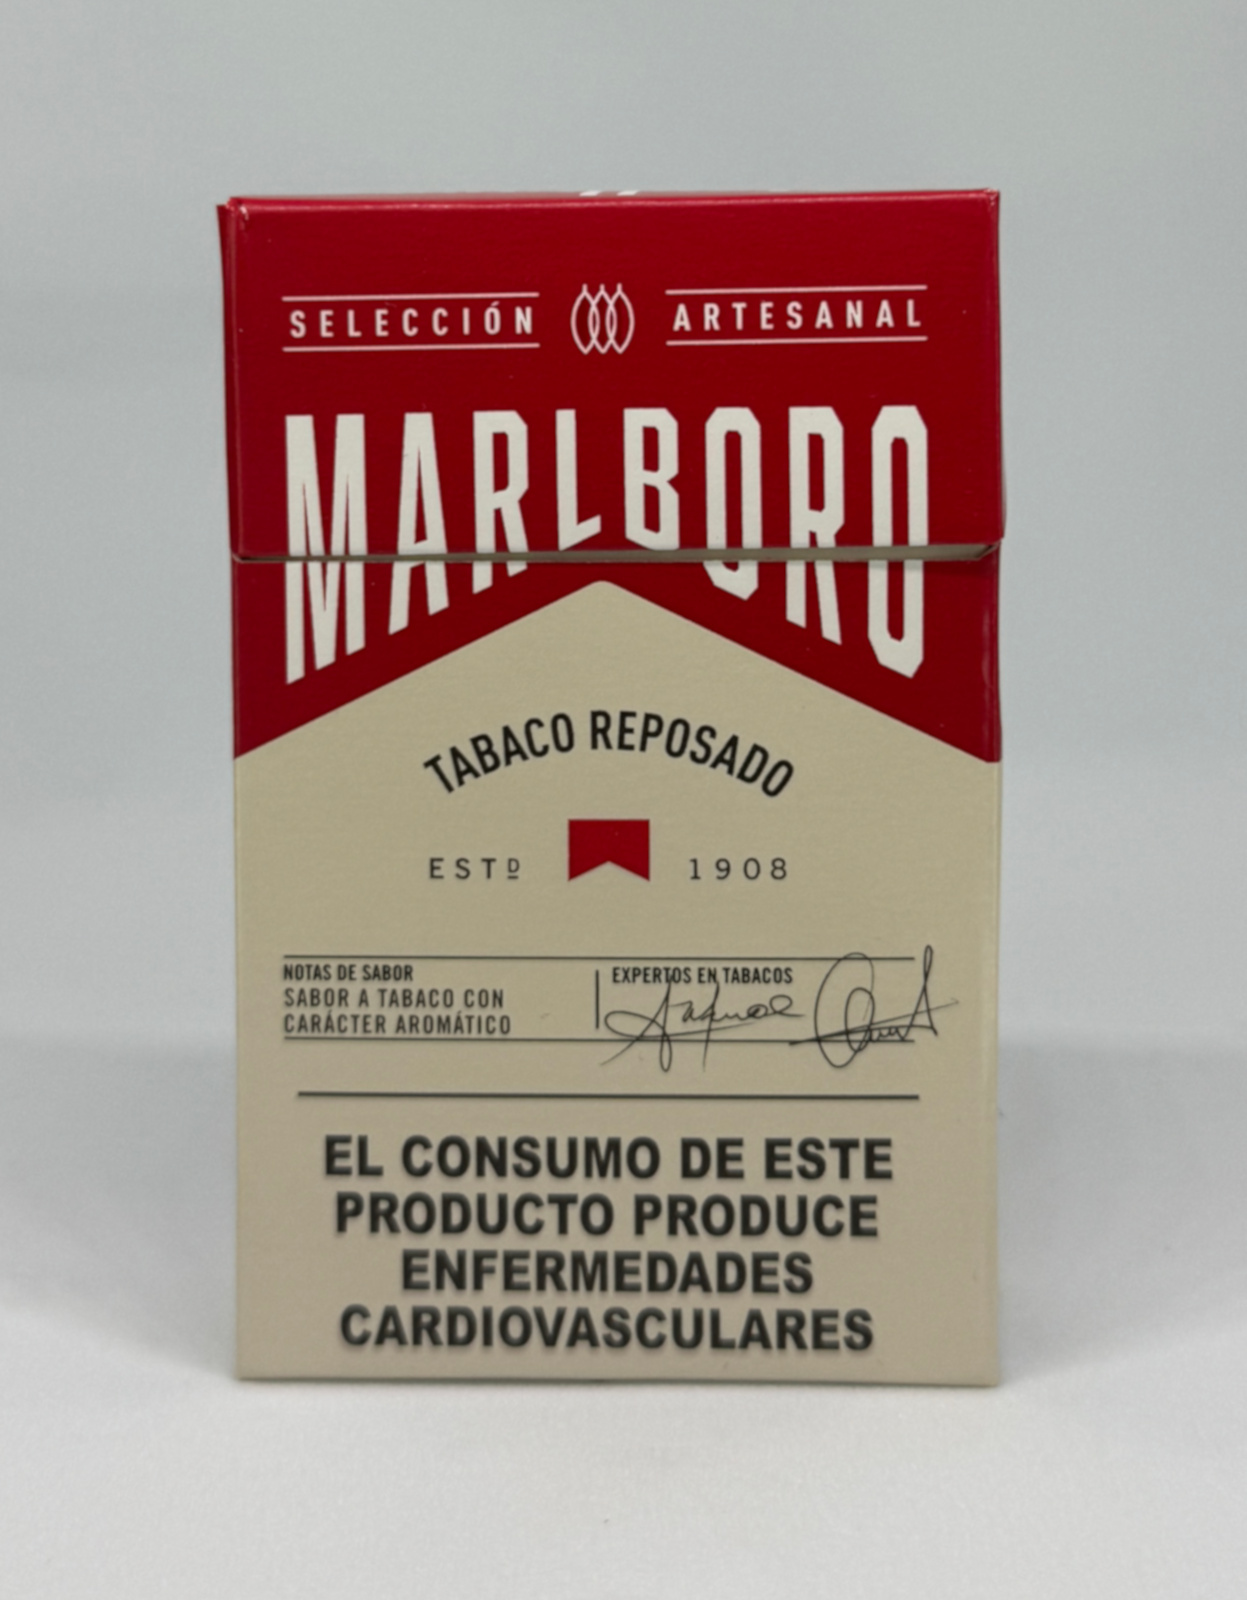 SELECCIÓN ARTESANAL
MARLBORO
TABACO REPOSADO
ESTD 1908
NOTAS DE SABOR
SABOR A TABACO CON
CARÁCTER AROMÁTICO
EXPERTOS EN TABACOS
EL CONSUMO DE ESTE
PRODUCTO PRODUCE
ENFERMEDADES
CARDIOVASCULARES